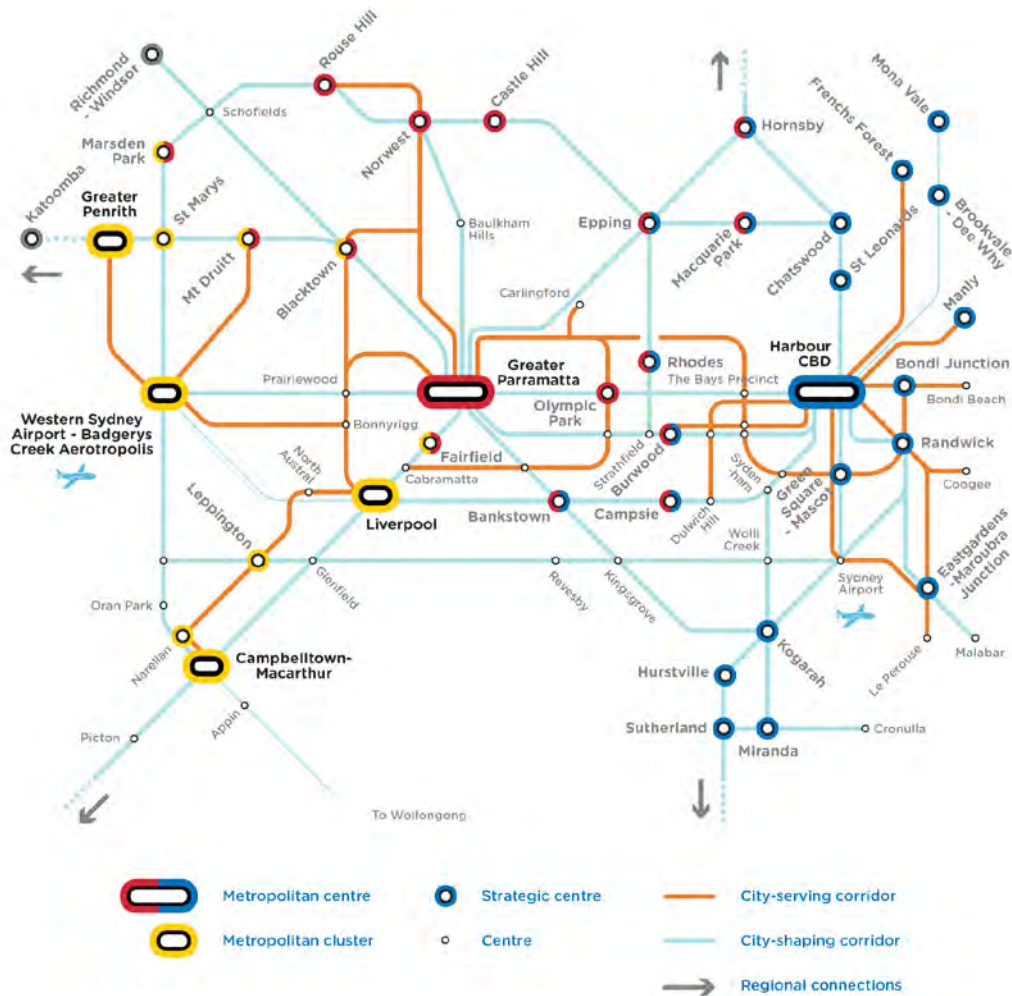 Richmond
- Windsor
Rouse Hill
Castle Hill
Mona Vale
Frenchs Forest
Schofields
Hornsby
Marsden
Park
Norwest
Katoomba
Greater
Penrith
St Marys
Baulkham
Hills
Epping
Macquarie
Park
Chatswood
St Leonards
Brookvale
- Dee Why
Mt Druitt
Blacktown
Carlingford
Manly
Prairiewood
Greater
Parramatta
Rhodes
The Bays Precinct
Harbour
CBD
Bondi Junction
Bondi Beach
Western Sydney
Airport - Badgerys
Creek Aerotropolis
Bonnyrigg
Olympic
Park
Fairfield
Strathfield
Burwood
Randwick
North
Austral
Cabramatta
Syden
-ham
Green
Square
- Mascot
Coogee
Leppington
Liverpool
Bankstown
Campsie
Dulwich
Hill
Wolli
Creek
Eastgardens
-Maroubra
Junction
Oran Park
Glenfield
Revesby
Kingsgrove
Sydney
Airport
Narellan
Campbelltown-
Macarthur
Kogarah
Le Perouse
Malabar
Hurstville
Picton
Appin
Sutherland
Miranda
Cronulla
To Wollongong
Metropolitan centre
Strategic centre
City-serving corridor
Metropolitan cluster
Centre
City-shaping corridor
Regional connections